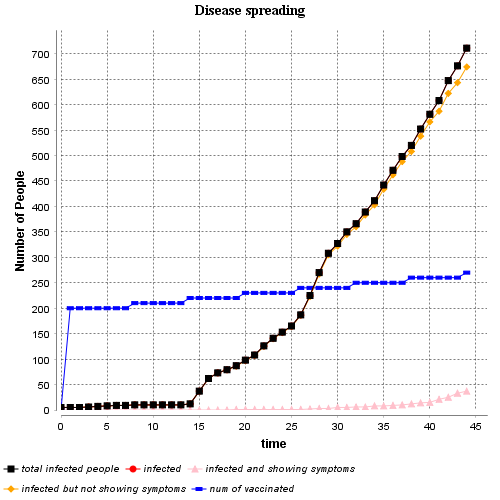 Disease spreading
Number of People
700
650
600
550
500
450
400
350
300
250
200
150
100
50
0
0 5 10 15 20 25 30 35 40 45
time
total infected people infected infected and showing symptoms
infected but not showing symptoms num of vaccinated